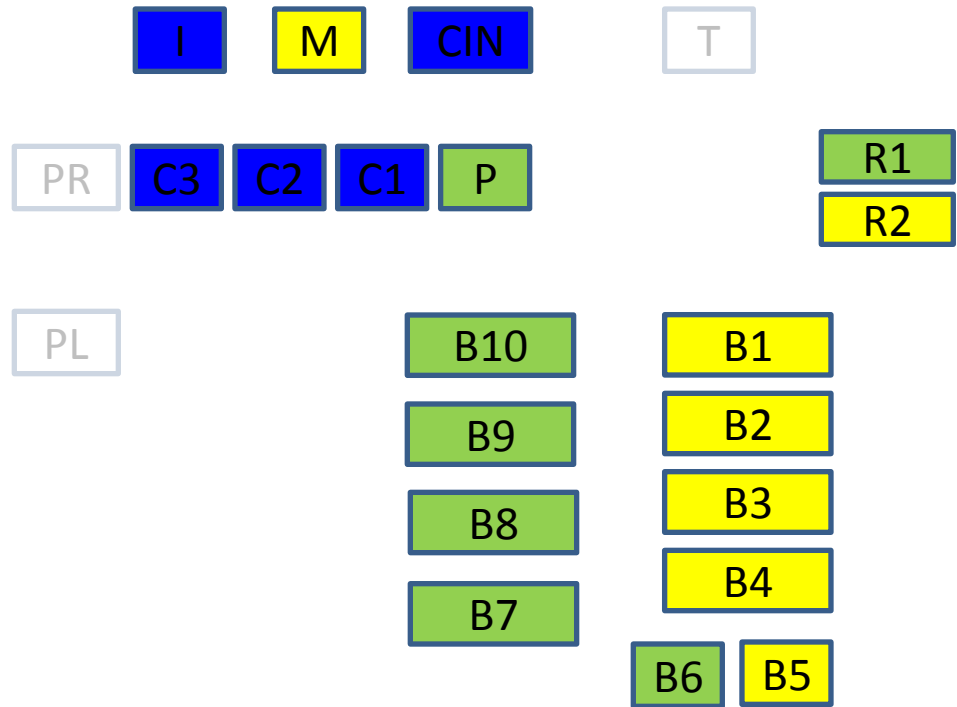 I M CIN T
PR C3 C2 C1 P R1
R2
PL B10 B1
B9 B2
B8 B3
B7 B4
B6 B5